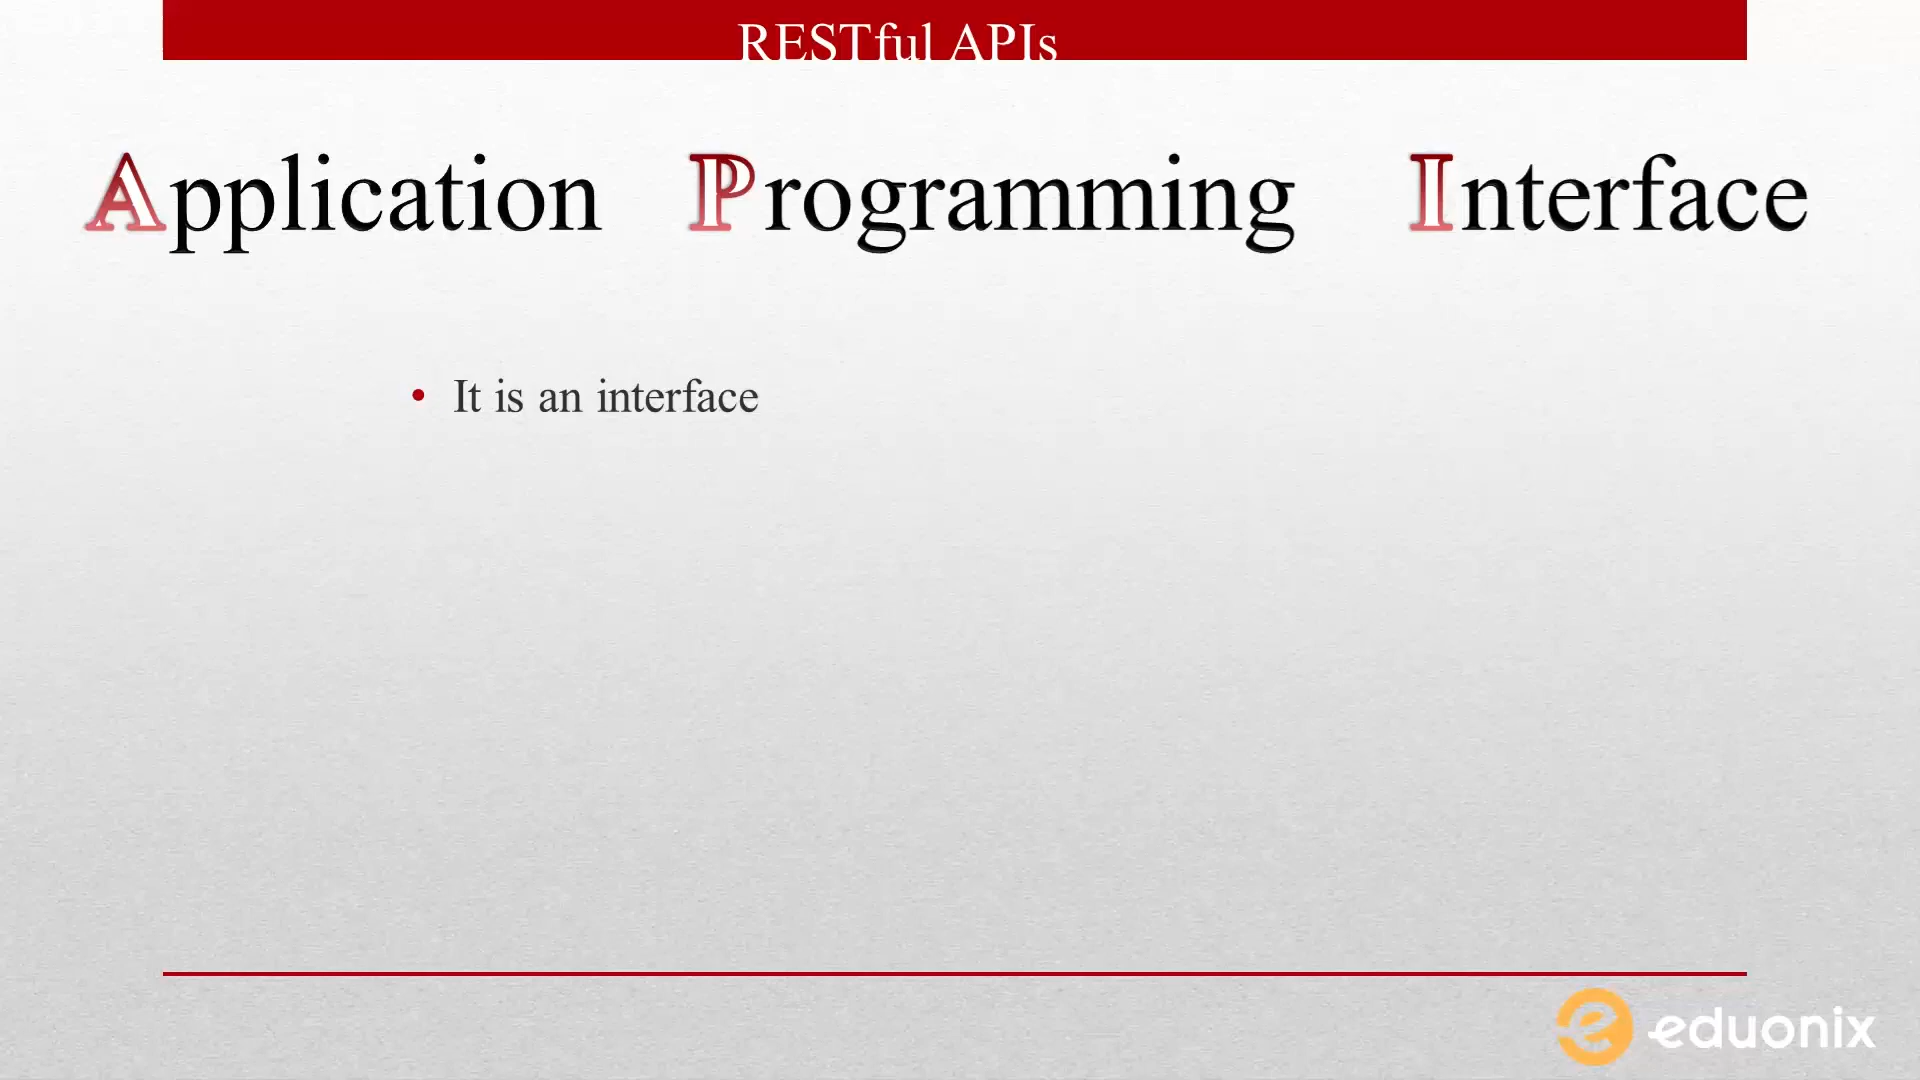 RESTful APIs
Application Programming Interface
• It is an interface
eduonix